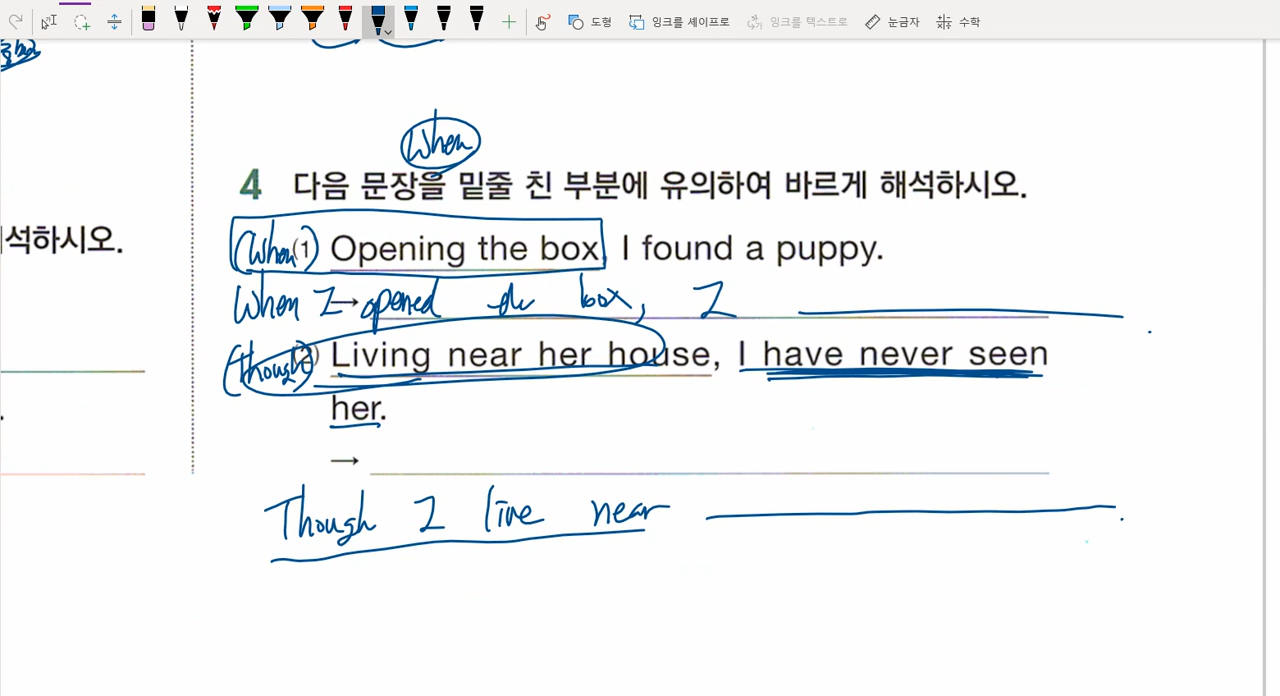 도형 잉크를 셰이프로 잉크를 텍스트로 눈금자 수학
When
4 다음 문장을 밑줄 친 부분에 유의하여 바르게 해석하시오.
석하시오.
(When) (1) Opening the box, I found a puppy.
When I → opened the box, I
(though) (2) Living near her house, I have never seen
her.
→
Though I live near